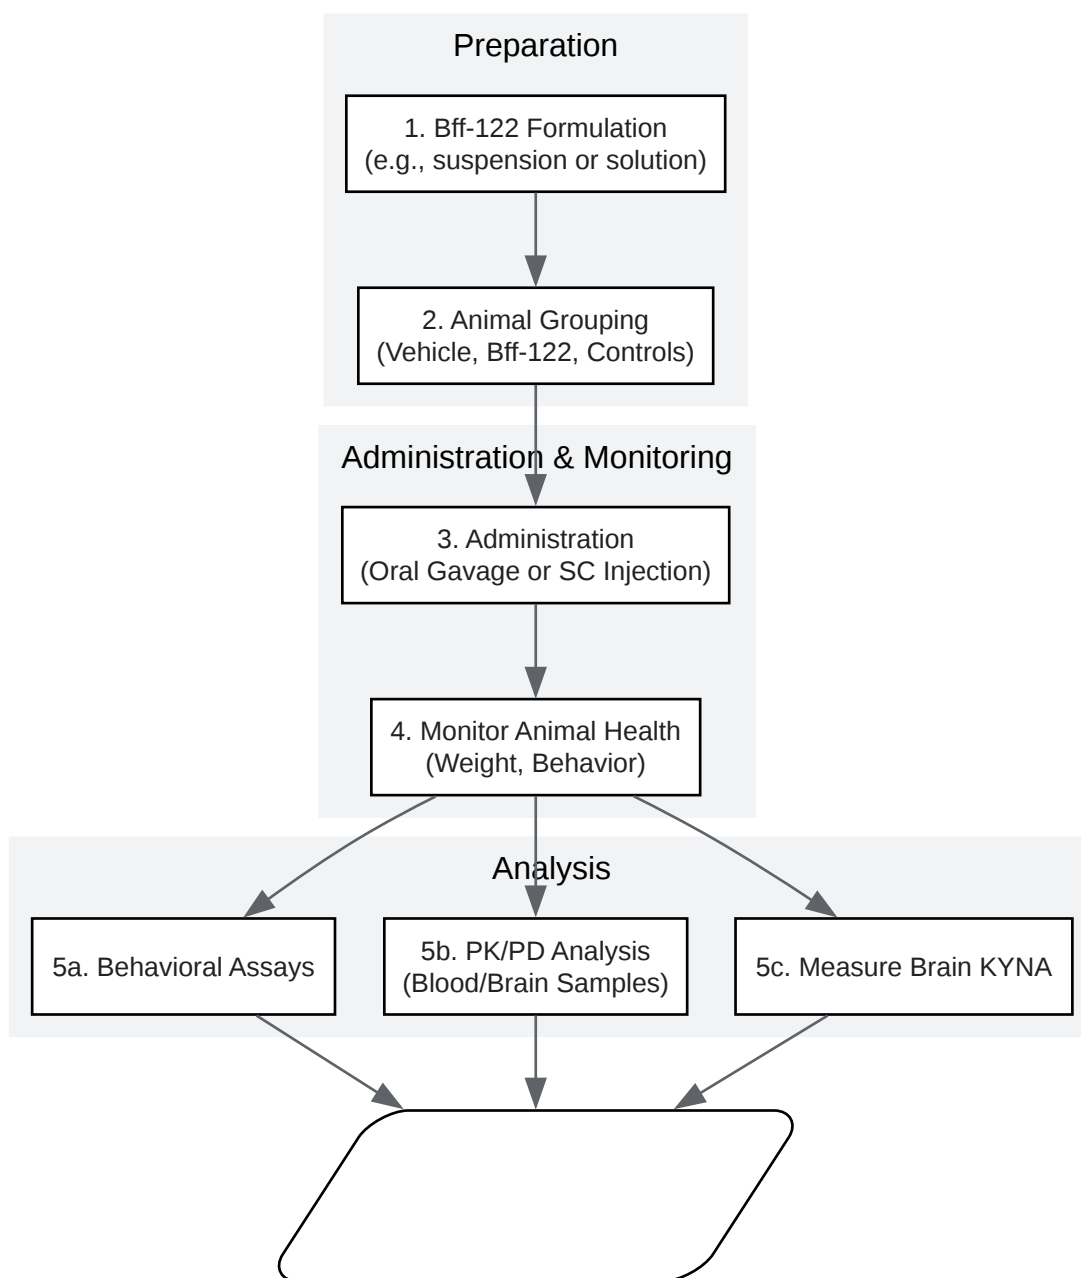 Preparation
1. Bff-122 Formulation
(e.g., suspension or solution)
2. Animal Grouping
(Vehicle, Bff-122, Controls)
Administration & Monitoring
3. Administration
(Oral Gavage or SC Injection)
4. Monitor Animal Health
(Weight, Behavior)
Analysis
5a. Behavioral Assays
5b. PK/PD Analysis
(Blood/Brain Samples)
5c. Measure Brain KYNA